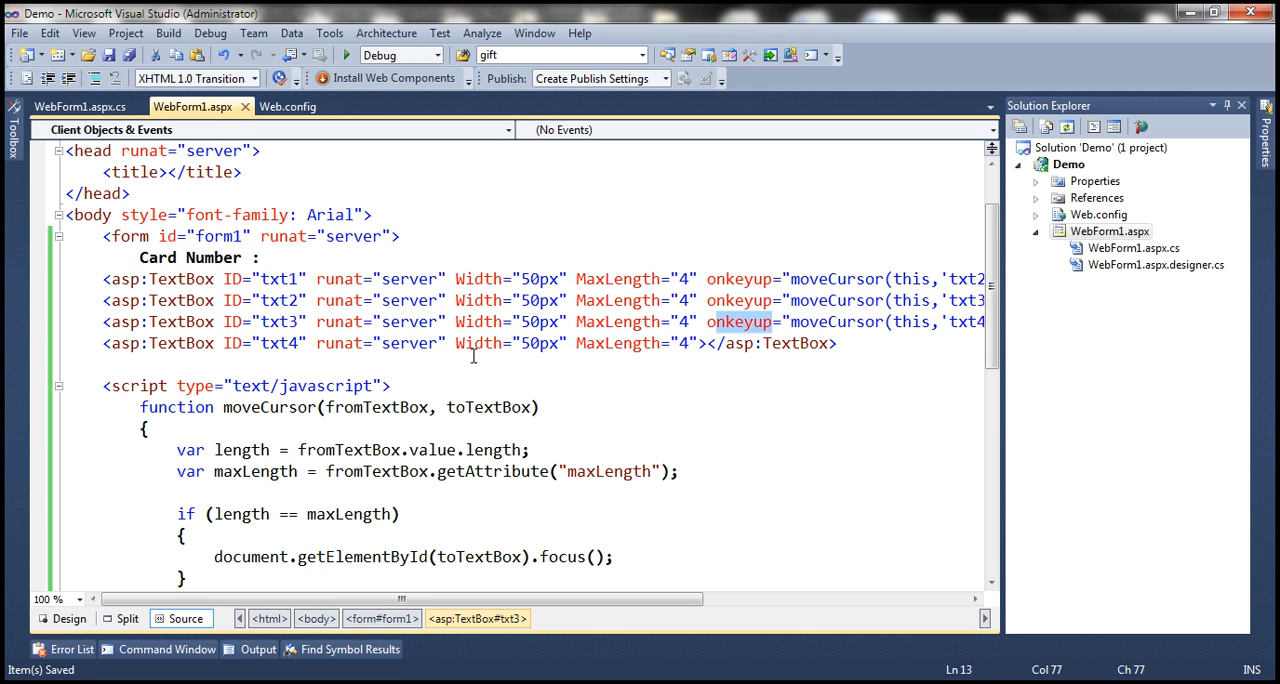 Demo - Microsoft Visual Studio (Administrator)
File Edit View Project Build Debug Team Data Tools Architecture Test Analyze Window Help
Debug gift
XHTML 1.0 Transition Install Web Components Publish: Create Publish Settings
WebForm1.aspx.cs WebForm1.aspx Web.config
Client Objects & Events (No Events)
<head runat="server">
<title></title>
</head>
<body style="font-family: Arial">
<form id="form1" runat="server">
Card Number :
<asp:TextBox ID="txt1" runat="server" Width="50px" MaxLength="4" onkeyup="moveCursor(this,'txt2
<asp:TextBox ID="txt2" runat="server" Width="50px" MaxLength="4" onkeyup="moveCursor(this,'txt3
<asp:TextBox ID="txt3" runat="server" Width="50px" MaxLength="4" onkeyup="moveCursor(this,'txt4
<asp:TextBox ID="txt4" runat="server" Width="50px" MaxLength="4"></asp:TextBox>
<script type="text/javascript">
function moveCursor(fromTextBox, toTextBox)
{
var length = fromTextBox.value.length;
var maxLength = fromTextBox.getAttribute("maxLength");
if (length == maxLength)
{
document.getElementById(toTextBox).focus();
}
100 %
Design Split Source <html> <body> <form#form1> <asp:TextBox#txt3>
Error List Command Window Output Find Symbol Results
Item(s) Saved Ln 13 Col 77 Ch 77 INS
Toolbox
Solution Explorer
Solution 'Demo' (1 project)
Demo
Properties
References
Web.config
WebForm1.aspx
WebForm1.aspx.cs
WebForm1.aspx.designer.cs
Properties